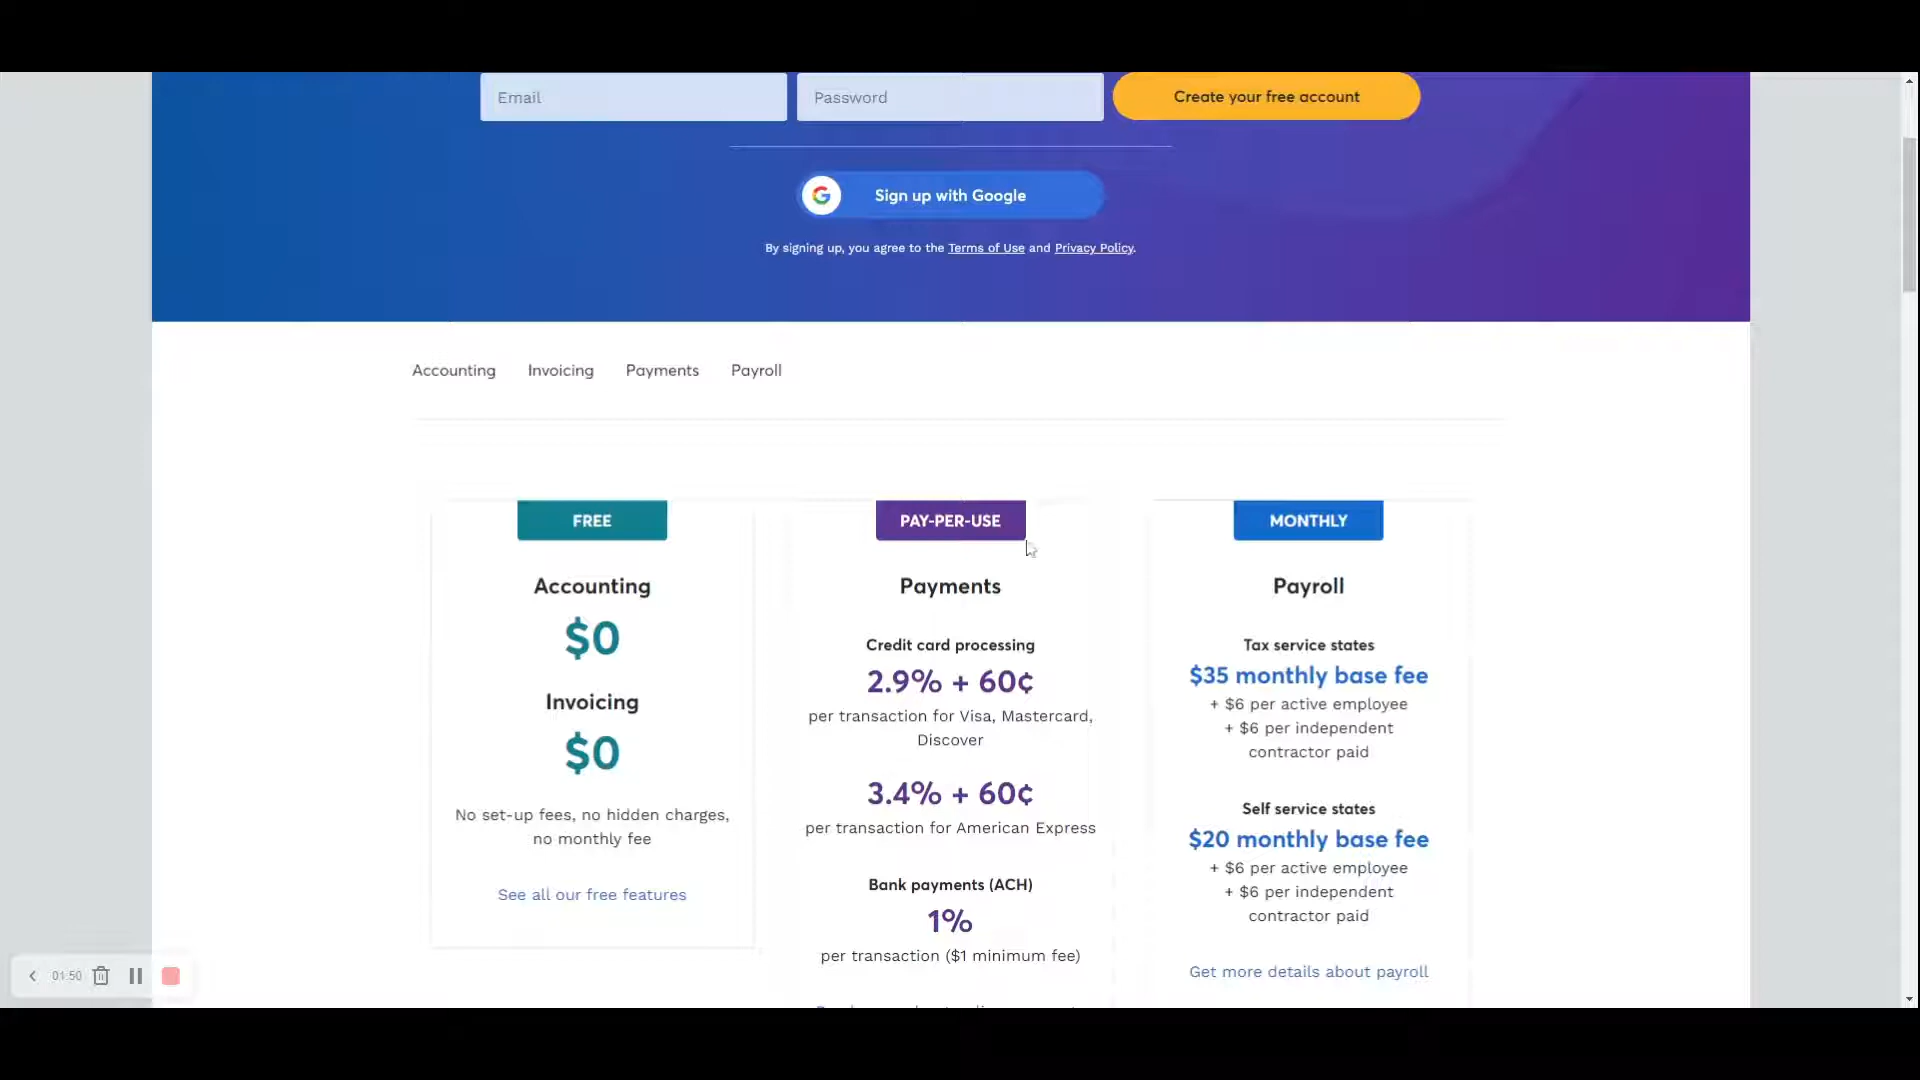 Email
Password
Create your free account
Sign up with Google
By signing up, you agree to the Terms of Use and Privacy Policy.
Accounting
Invoicing
Payments
Payroll
FREE
Accounting
$0
Invoicing
$0
No set-up fees, no hidden charges,
no monthly fee
See all our free features
PAY-PER-USE
Payments
Credit card processing
2.9% + 60¢
per transaction for Visa, Mastercard,
Discover
3.4% + 60¢
per transaction for American Express
Bank payments (ACH)
1%
per transaction ($1 minimum fee)
MONTHLY
Payroll
Tax service states
$35 monthly base fee
+ $6 per active employee
+ $6 per independent
contractor paid
Self service states
$20 monthly base fee
+ $6 per active employee
+ $6 per independent
contractor paid
Get more details about payroll
01:50